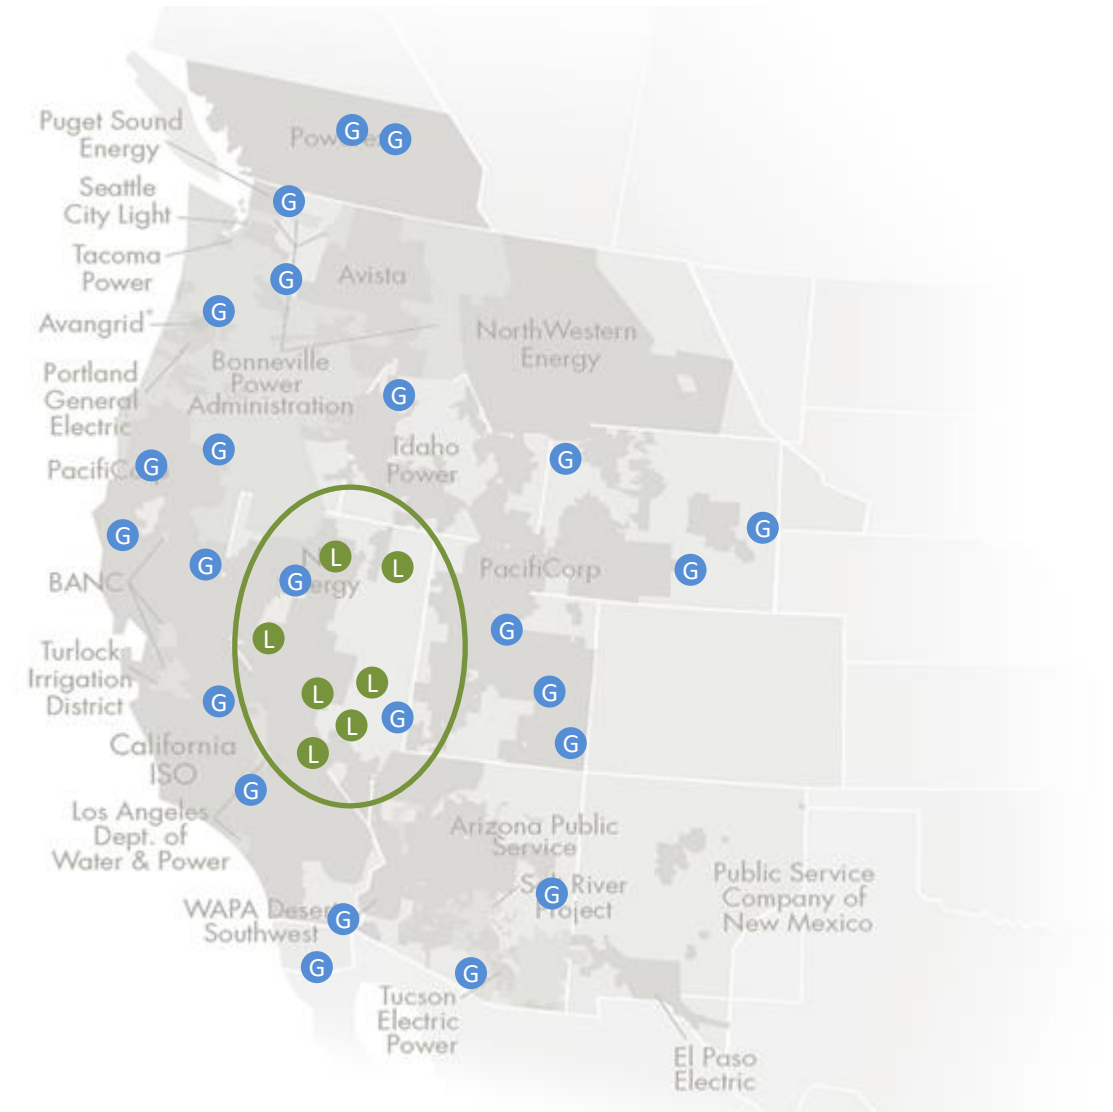 Puget Sound
Energy
G
G
Seattle
City Light
G
Tacoma
Power
Avista
G
Avangrid*
G
NorthWestern
Energy
Bonneville
Power
Administration
Portland
General
Electric
G
Idaho
Power
G
G
G
G
G
G
BANC
G
G
L
L
PacifiCorp
G
L
G
Turlock
Irrigation
District
G
L
L
G
L
G
G
L
California
ISO
G
Los Angeles
Dept. of
Water & Power
Arizona Public
Service
Public Service
Company of
New Mexico
G
River
WAPA
Southwest
G
G
G
Tucson
Electric
Power
El Paso
Electric